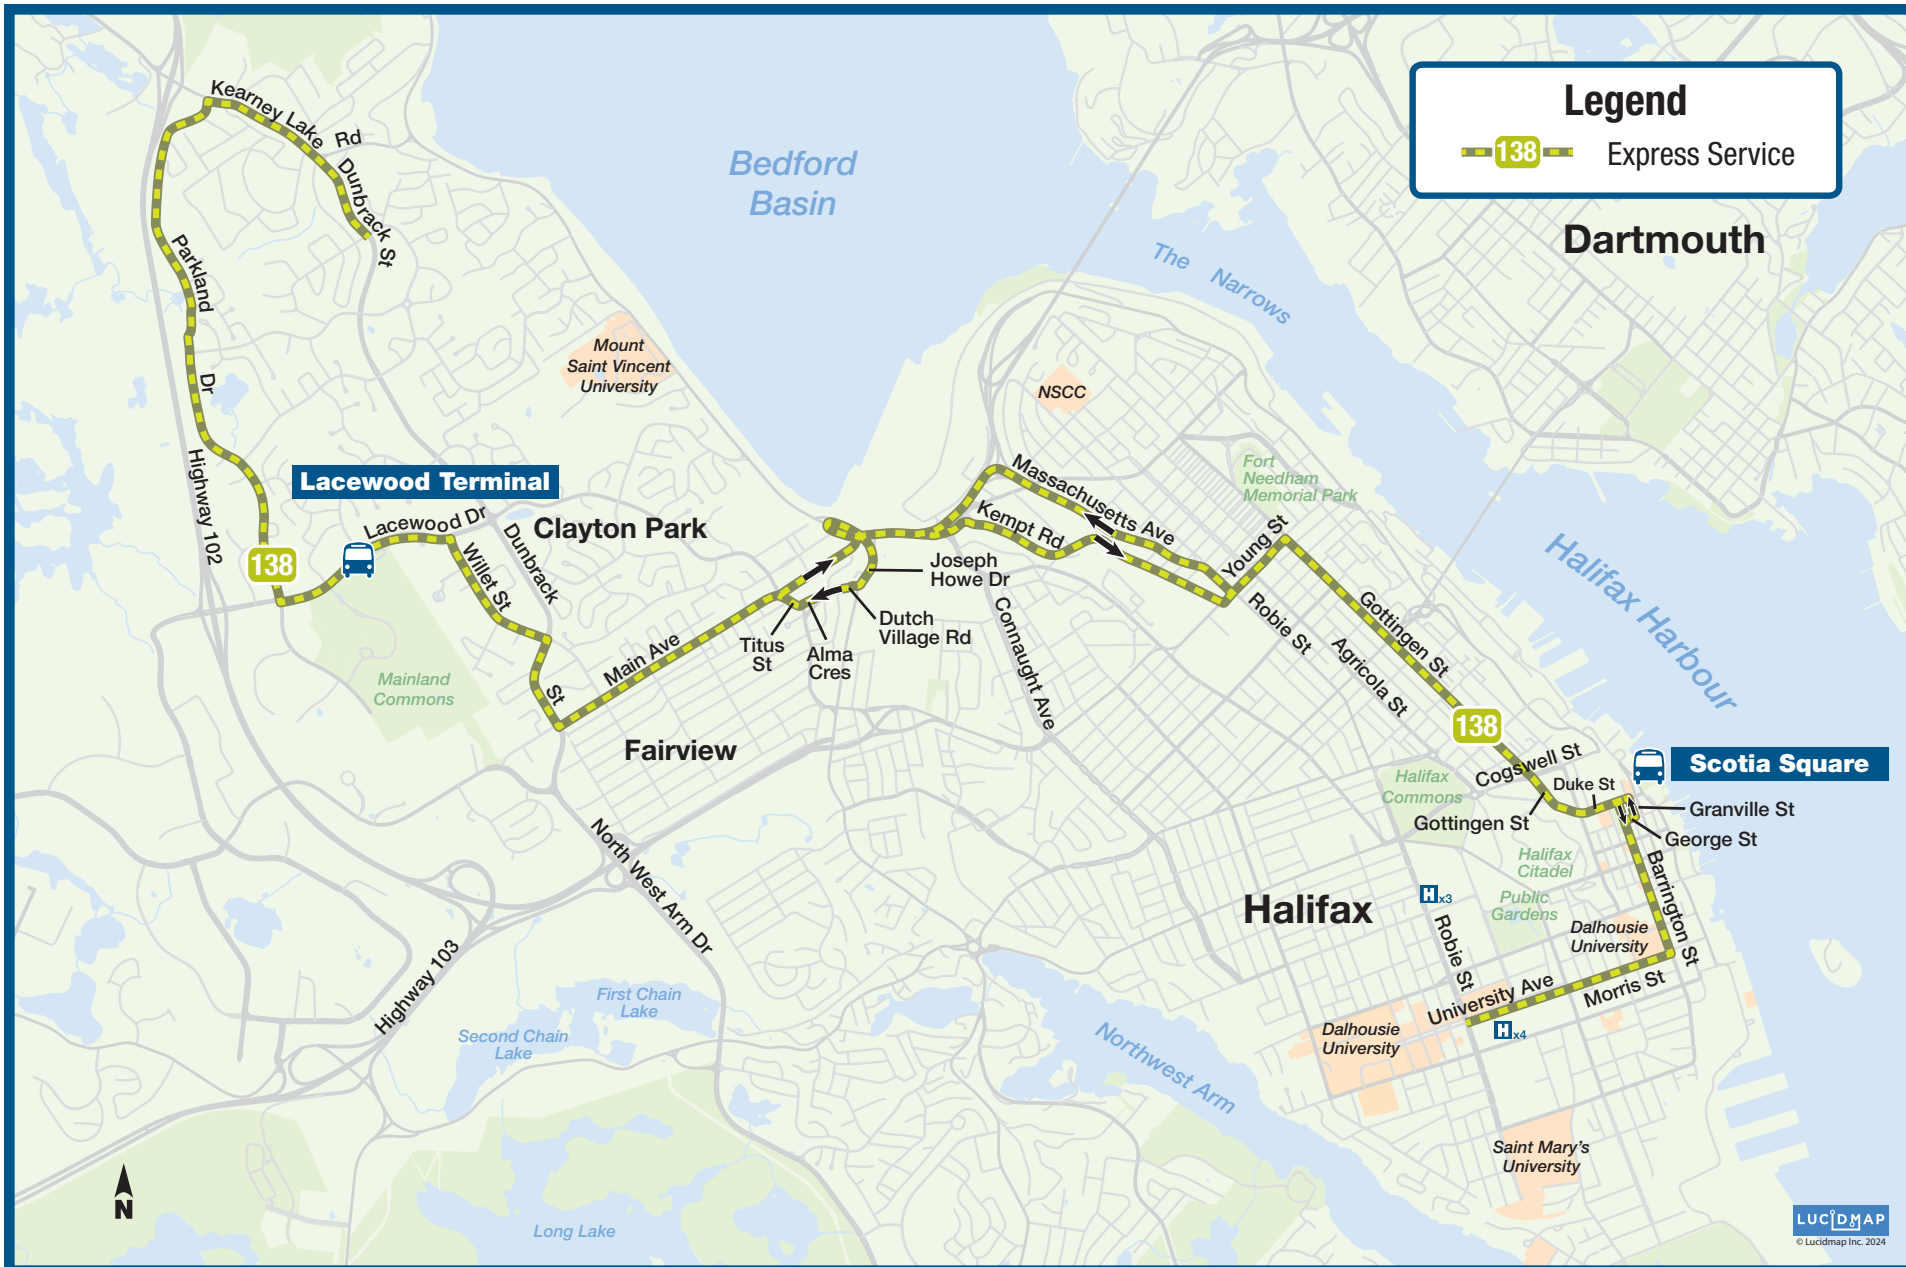 Legend
138
Express Service
Kearney Lake
Rd
Dunbrack
St
Bedford
Basin
Dartmouth
The Narrows
Parkland
Dr
Mount
Saint Vincent
University
NSCC
Highway 102
Lacewood Terminal
Lacewood Dr
Clayton Park
Dunbrack
St
Willet St
138
Massachusetts Ave
Kempt Rd
Fort
Needham
Memorial Park
Young St
Halifax Harbour
Joseph
Howe Dr
Dutch
Village Rd
Titus
St
Alma
Cres
Main Ave
Connaught Ave
Robie St
Agricola St
Gottingen St
Mainland
Commons
Fairview
138
Cogswell St
Scotia Square
Halifax
Commons
Duke St
Granville St
Gottingen St
George St
North West Arm Dr
Halifax
Citadel
Barrington St
Halifax
H x3
Public
Gardens
Robie St
Dalhousie
University
Highway 103
First Chain
Lake
Second Chain
Lake
University Ave
Morris St
H x4
Dalhousie
University
Northwest Arm
Saint Mary's
University
N
Long Lake
LUCIDMAP
© Lucidmap Inc. 2024